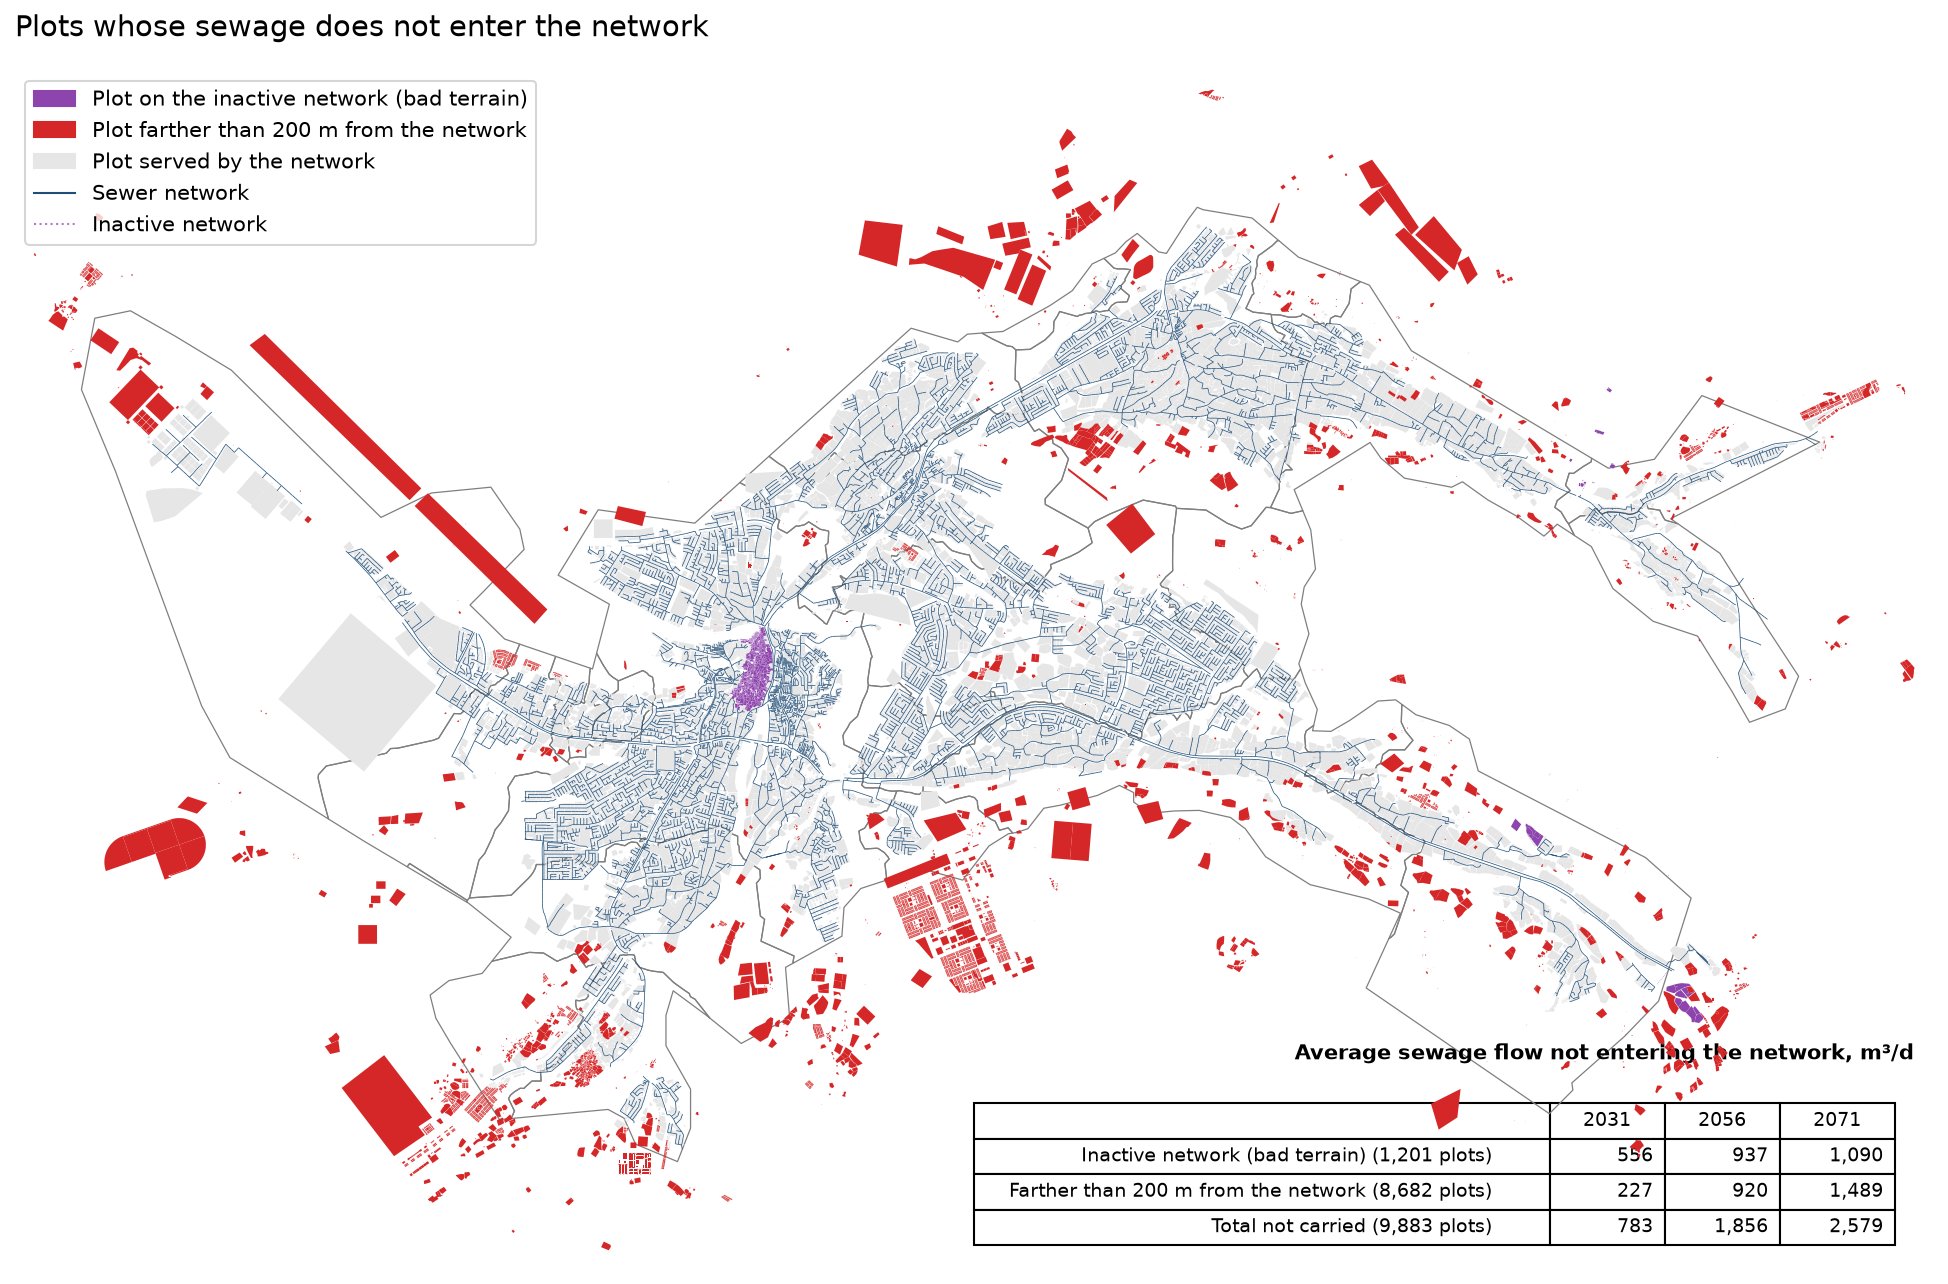 Plots whose sewage does not enter the network
Plot on the inactive network (bad terrain)
Plot farther than 200 m from the network
Plot served by the network
Sewer network
Inactive network
Average sewage flow not entering the network, m³/d
2031 2056 2071
Inactive network (bad terrain) (1,201 plots) 556 937 1,090
Farther than 200 m from the network (8,682 plots) 227 920 1,489
Total not carried (9,883 plots) 783 1,856 2,579